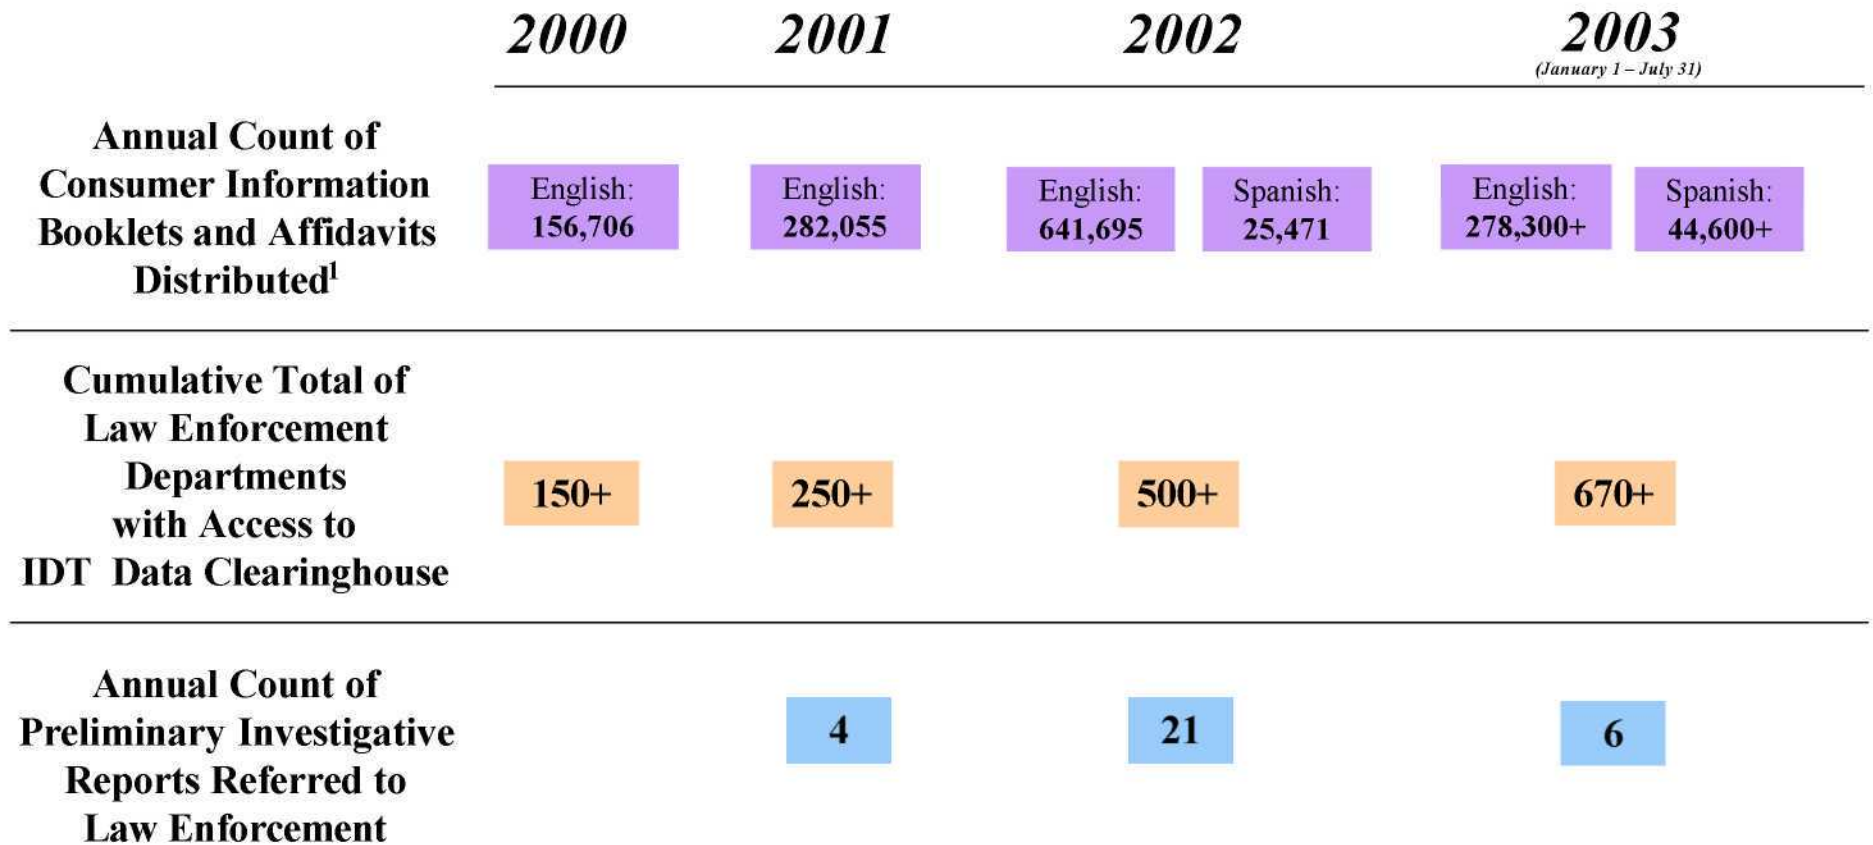 2000 2001 2002 2003
(January 1 – July 31)
Annual Count of
Consumer Information
Booklets and Affidavits
Distributed¹
English:
156,706
English:
282,055
English:
641,695
Spanish:
25,471
English:
278,300+
Spanish:
44,600+
Cumulative Total of
Law Enforcement
Departments
with Access to
IDT Data Clearinghouse
150+ 250+ 500+ 670+
Annual Count of
Preliminary Investigative
Reports Referred to
Law Enforcement
4 21 6